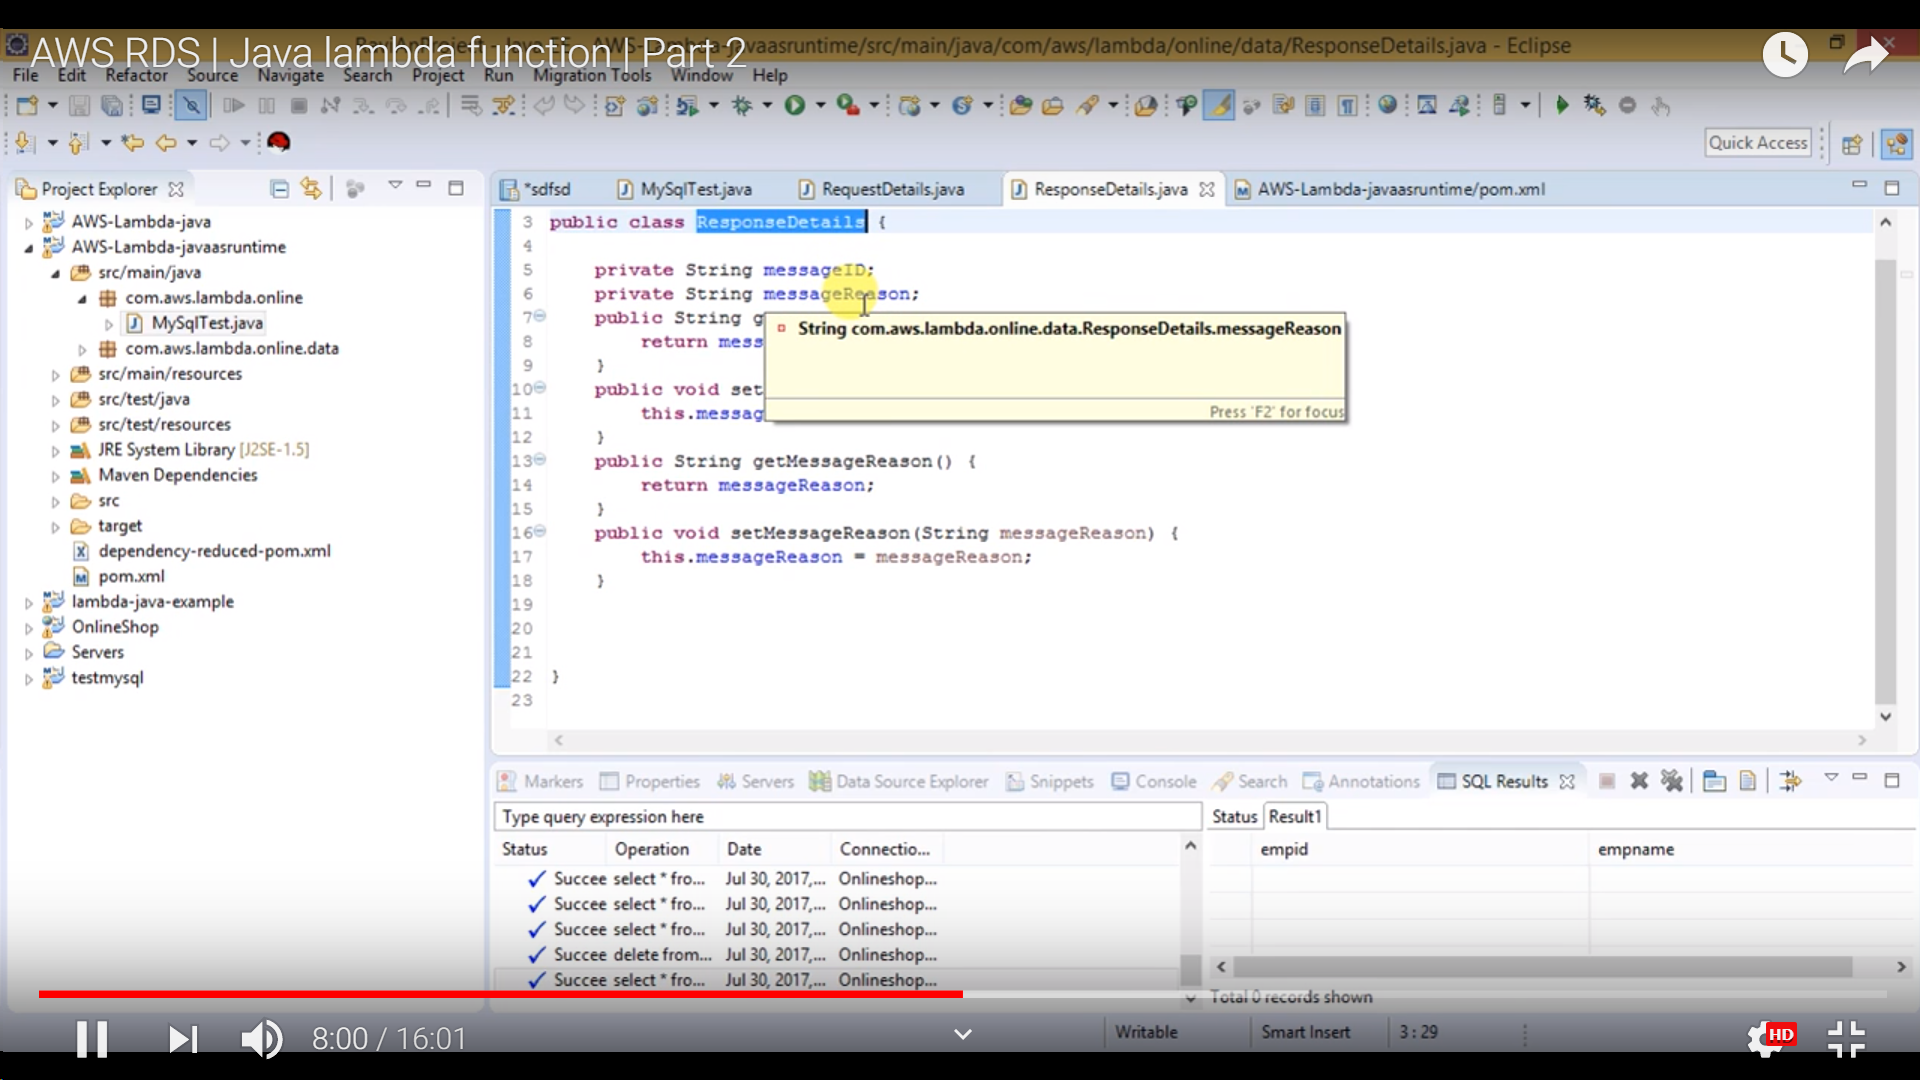 AWS RDS | Java lambda function | Part 2
aasruntime/src/main/java/com/aws/lambda/online/data/ResponseDetails.java - Eclipse
File Edit Refactor Source Navigate Search Project Run Migration Tools Window Help
Quick Access
Project Explorer
AWS-Lambda-java
AWS-Lambda-javaasruntime
src/main/java
com.aws.lambda.online
MySqlTest.java
com.aws.lambda.online.data
src/main/resources
src/test/java
src/test/resources
JRE System Library [J2SE-1.5]
Maven Dependencies
src
target
dependency-reduced-pom.xml
pom.xml
lambda-java-example
OnlineShop
Servers
testmysql
*sdfsd MySqlTest.java RequestDetails.java ResponseDetails.java AWS-Lambda-javaasruntime/pom.xml
3 public class ResponseDetails {
4
5 private String messageID;
6 private String messageReason;
7 public String g
8 return mess
9 }
10 public void set
11 this.messag
12 }
13 public String getMessageReason() {
14 return messageReason;
15 }
16 public void setMessageReason(String messageReason) {
17 this.messageReason = messageReason;
18 }
19
20
21
22 }
23
String com.aws.lambda.online.data.ResponseDetails.messageReason
Press 'F2' for focus
Markers Properties Servers Data Source Explorer Snippets Console Search Annotations SQL Results
Type query expression here
Status Operation Date Connectio...
Succee select * fro... Jul 30, 2017,... Onlineshop...
Succee select * fro... Jul 30, 2017,... Onlineshop...
Succee select * fro... Jul 30, 2017,... Onlineshop...
Succee delete from... Jul 30, 2017,... Onlineshop...
Succee select * fro... Jul 30, 2017,... Onlineshop...
Status Result1
empid empname
Total 0 records shown
8:00 / 16:01
Writable Smart Insert 3 : 29
HD